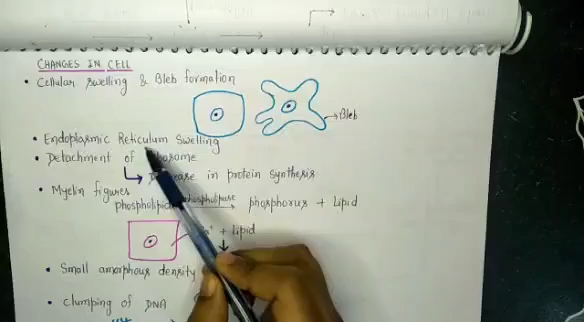 CHANGES IN CELL
• Cellular swelling & Bleb formation
Bleb
• Endoplasmic Reticulum Swelling
• Detachment of
in protein synthesis
• Myelin figures
phospholipid phospholipase phosphorus + Lipid
+ Lipid
• Small amorphous density
• Clumping of DNA